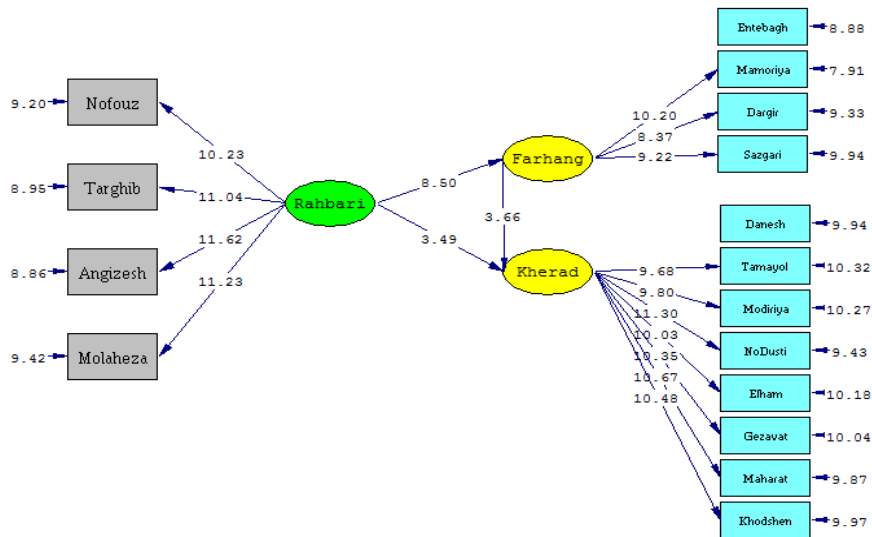 9.20 Nofouz
8.95 Targhib
8.86 Angizesh
9.42 Molaheza
10.23
11.04
11.62
11.23
Rahbari
8.50
3.49
Farhang
3.66
Kherad
10.20
8.37
9.22
9.68
9.80
11.30
10.03
10.35
10.67
10.48
Entebagh 8.88
Mamoriya 7.91
Dargir 9.33
Sazgari 9.94
Danesh 9.94
Tamayol 10.32
Modiriya 10.27
NoDusti 9.43
Elham 10.18
Gezavat 10.04
Maharat 9.87
Khodshen 9.97